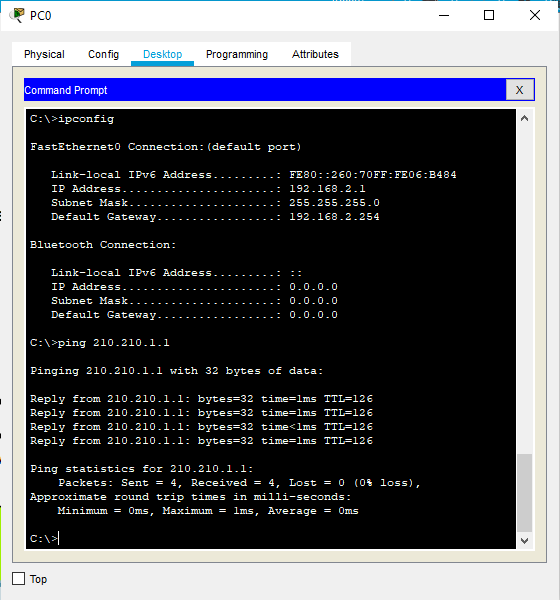 PC0
Physical Config Desktop Programming Attributes
Command Prompt
X
C:\>ipconfig
FastEthernet0 Connection:(default port)
Link-local IPv6 Address.........: FE80::260:70FF:FE06:B484
IP Address......................: 192.168.2.1
Subnet Mask.....................: 255.255.255.0
Default Gateway.................: 192.168.2.254
Bluetooth Connection:
Link-local IPv6 Address.........: ::
IP Address......................: 0.0.0.0
Subnet Mask.....................: 0.0.0.0
Default Gateway.................: 0.0.0.0
C:\>ping 210.210.1.1
Pinging 210.210.1.1 with 32 bytes of data:
Reply from 210.210.1.1: bytes=32 time=1ms TTL=126
Reply from 210.210.1.1: bytes=32 time=1ms TTL=126
Reply from 210.210.1.1: bytes=32 time<1ms TTL=126
Reply from 210.210.1.1: bytes=32 time=1ms TTL=126
Ping statistics for 210.210.1.1:
Packets: Sent = 4, Received = 4, Lost = 0 (0% loss),
Approximate round trip times in milli-seconds:
Minimum = 0ms, Maximum = 1ms, Average = 0ms
C:\>
Top